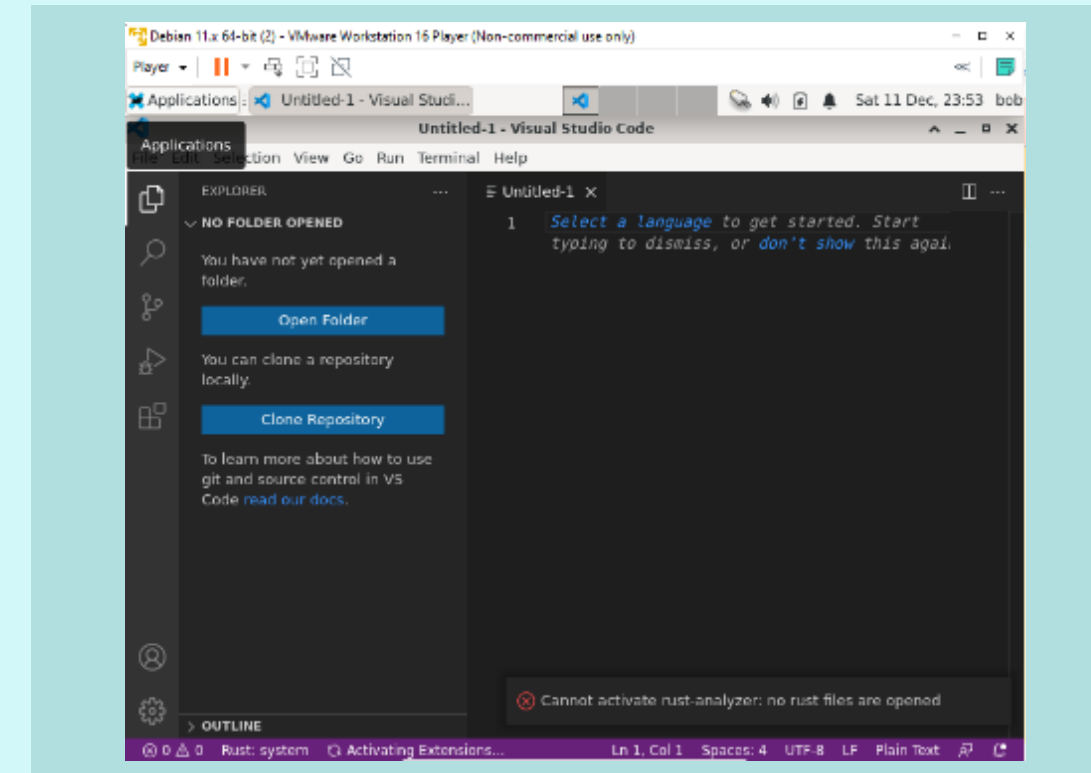 Debian 11.x 64-bit (2) - VMware Workstation 16 Player (Non-commercial use only)
Player
Applications : Untitled-1 - Visual Studi...
Sat 11 Dec, 23:53 bob
Untitled-1 - Visual Studio Code
Applications
File Edit Selection View Go Run Terminal Help
EXPLORER
Untitled-1
NO FOLDER OPENED
1 Select a language to get started. Start
typing to dismiss, or don't show this agai
You have not yet opened a
folder.
Open Folder
You can clone a repository
locally.
Clone Repository
To learn more about how to use
git and source control in VS
Code read our docs.
Cannot activate rust-analyzer: no rust files are opened
OUTLINE
0 0 Rust: system Activating Extensions... Ln 1, Col 1 Spaces: 4 UTF-8 LF Plain Text